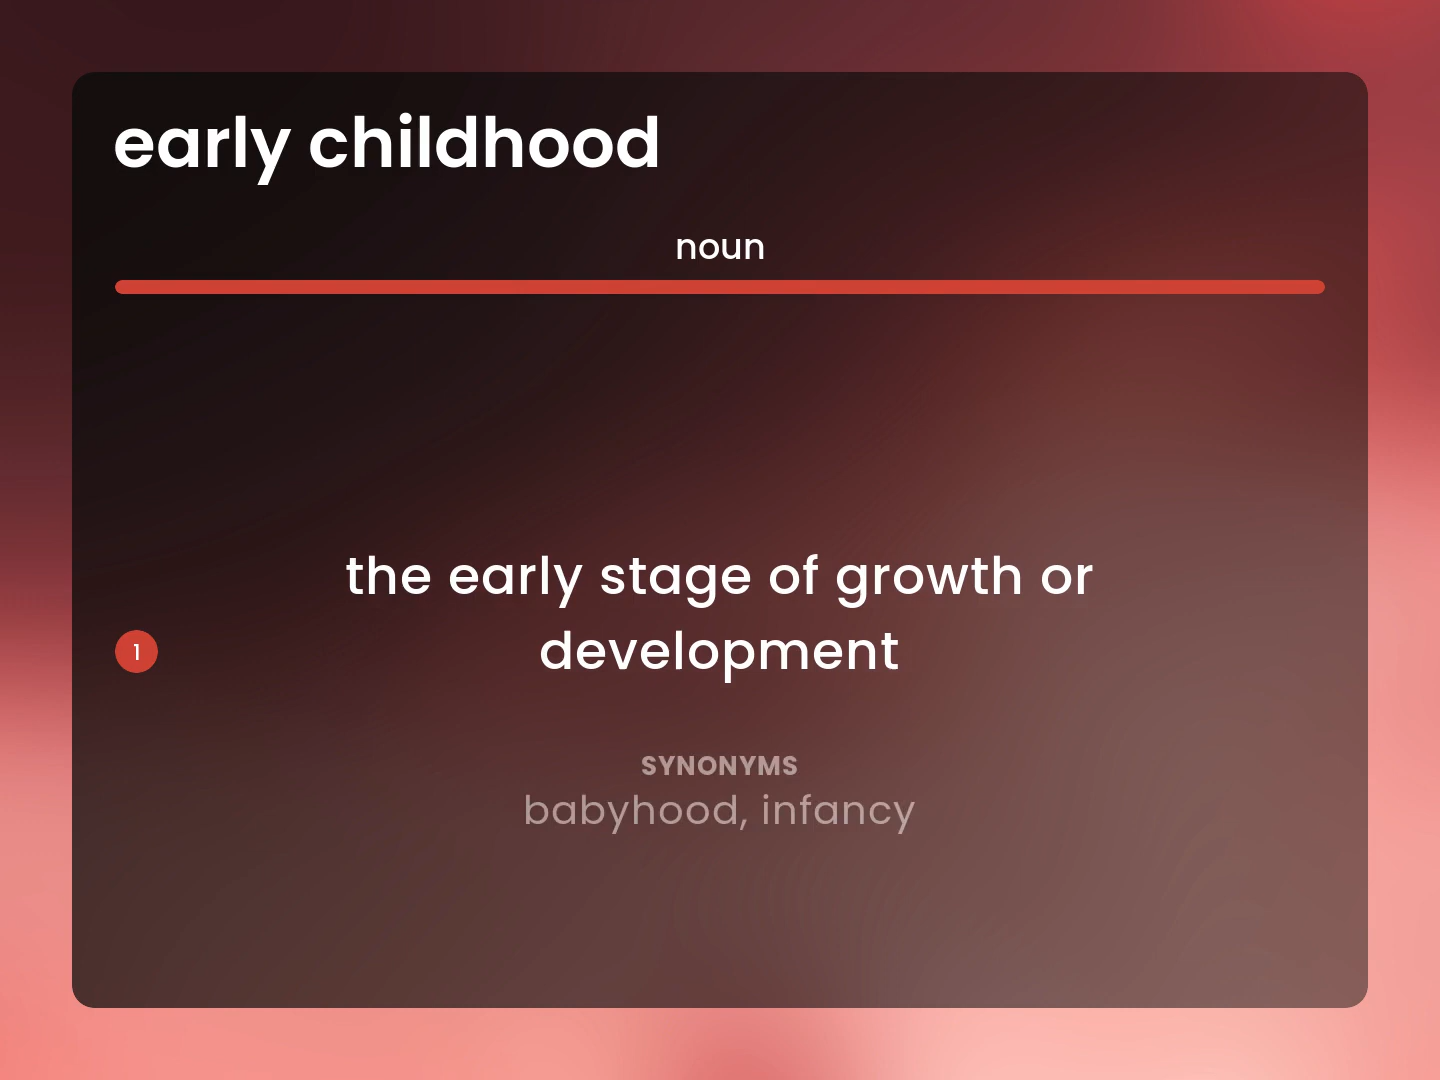 early childhood
noun
the early stage of growth or
development
1
SYNONYMS
babyhood, infancy